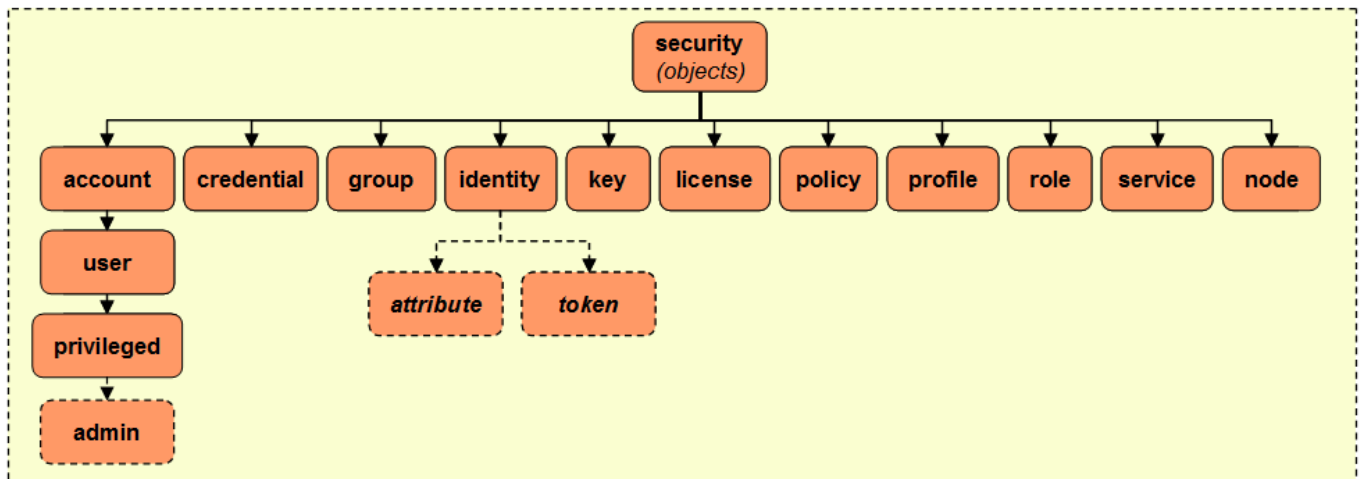 security
(objects)
account
credential
group
identity
key
license
policy
profile
role
service
node
user
attribute
token
privileged
admin